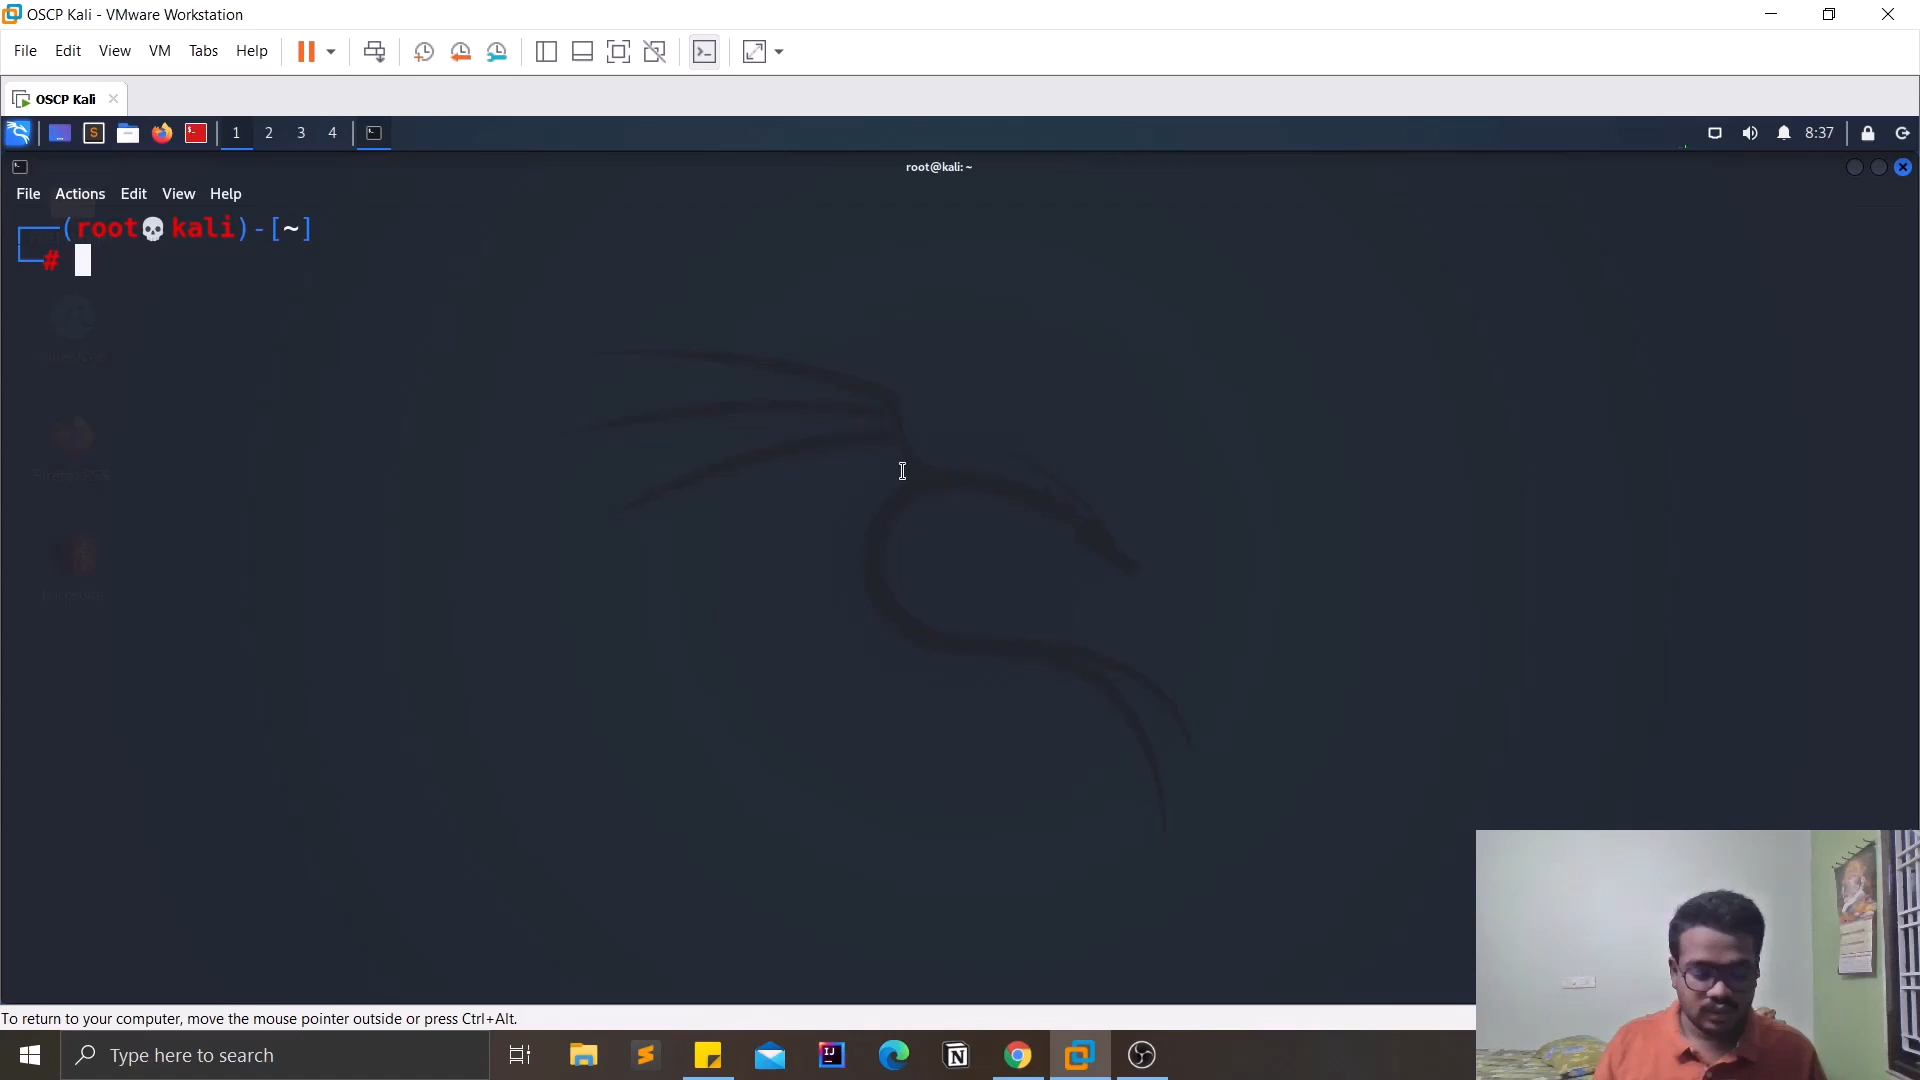 OSCP Kali - VMware Workstation
File Edit View VM Tabs Help
OSCP Kali
1 2 3 4 8:37
root@kali: ~
File Actions Edit View Help
(root💀kali)-[~]
#
To return to your computer, move the mouse pointer outside or press Ctrl+Alt.
Type here to search